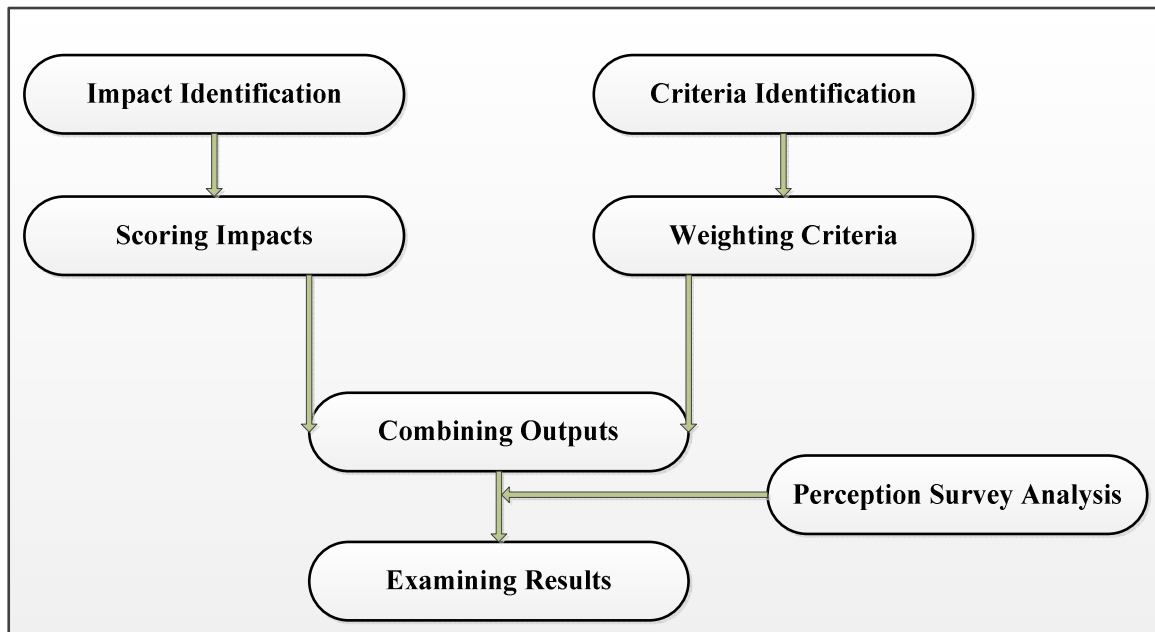 Impact Identification
Criteria Identification
Scoring Impacts
Weighting Criteria
Combining Outputs
Perception Survey Analysis
Examining Results